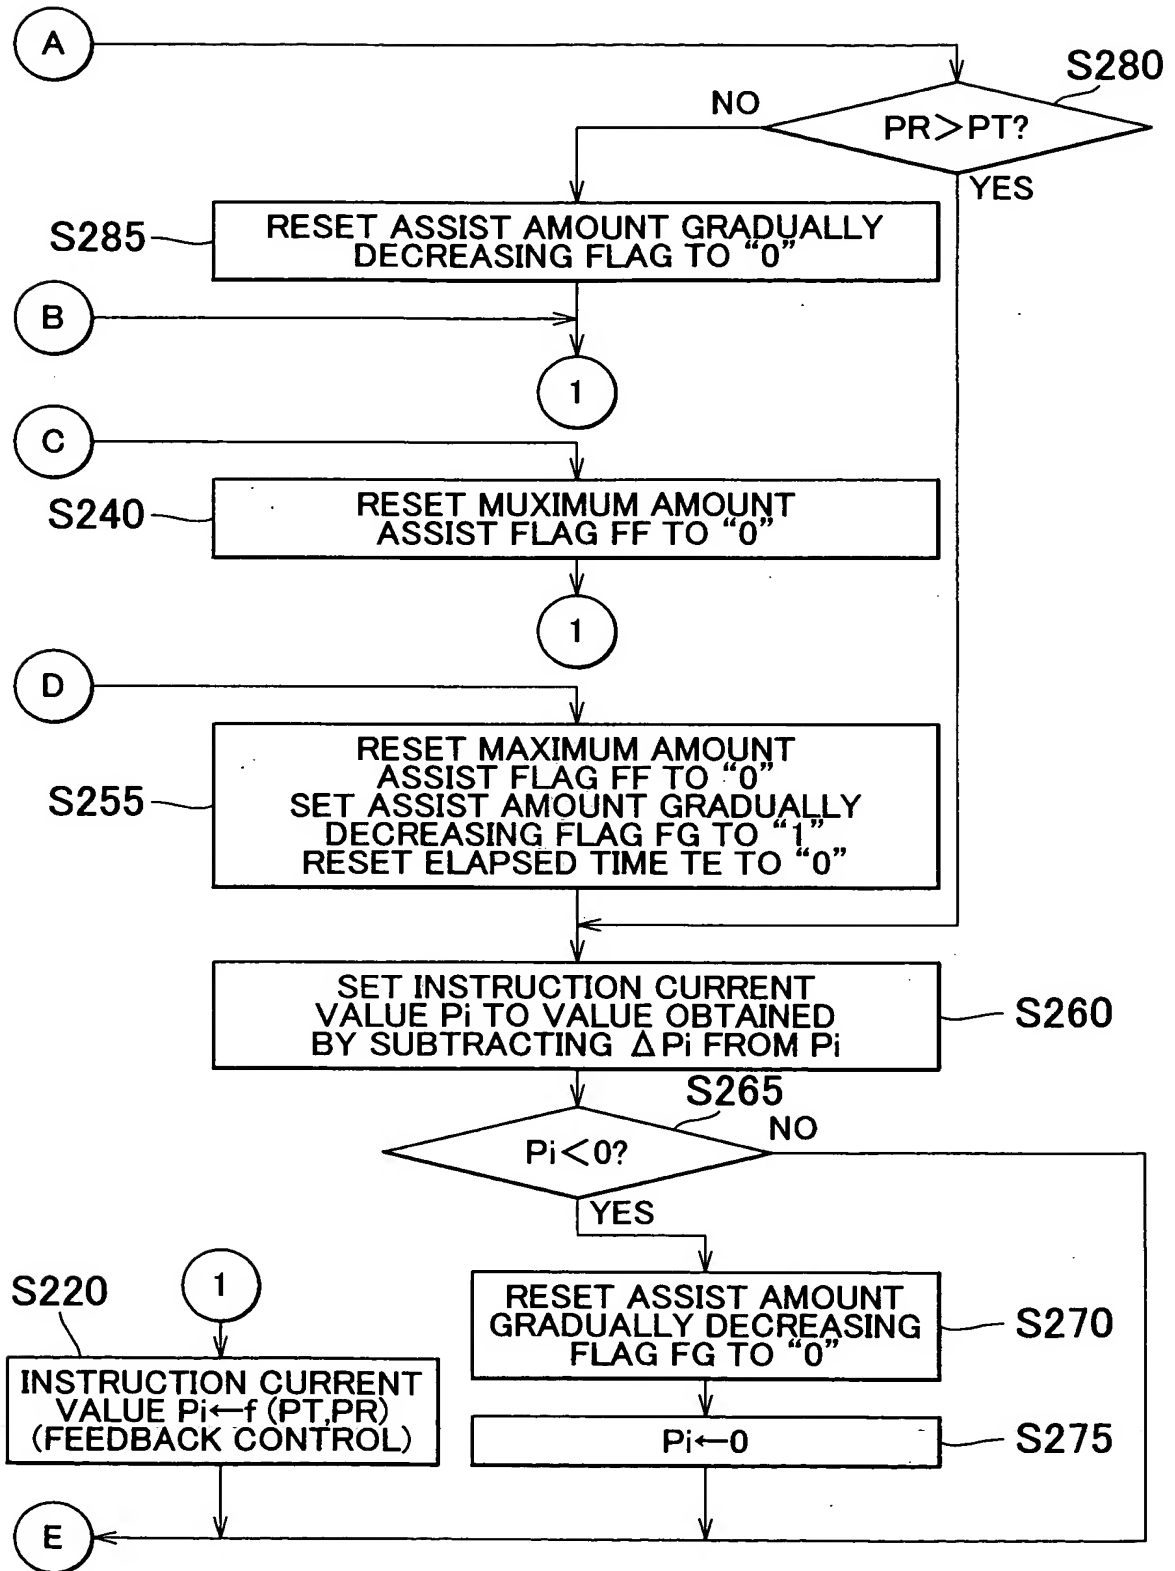 A
S280
NO
PR>PT?
YES
RESET ASSIST AMOUNT GRADUALLY
DECREASING FLAG TO “0”
S285
B
1
C
S240
RESET MUXIMUM AMOUNT
ASSIST FLAG FF TO “0”
1
D
RESET MAXIMUM AMOUNT
ASSIST FLAG FF TO “0”
SET ASSIST AMOUNT GRADUALLY
DECREASING FLAG FG TO “1”
RESET ELAPSED TIME TE TO “0”
S255
SET INSTRUCTION CURRENT
VALUE Pi TO VALUE OBTAINED
BY SUBTRACTING ΔPi FROM Pi
S260
S265
Pi<0?
NO
YES
S220
1
RESET ASSIST AMOUNT
GRADUALLY DECREASING
FLAG FG TO “0”
S270
INSTRUCTION CURRENT
VALUE Pi←f (PT,PR)
(FEEDBACK CONTROL)
Pi←0
S275
E